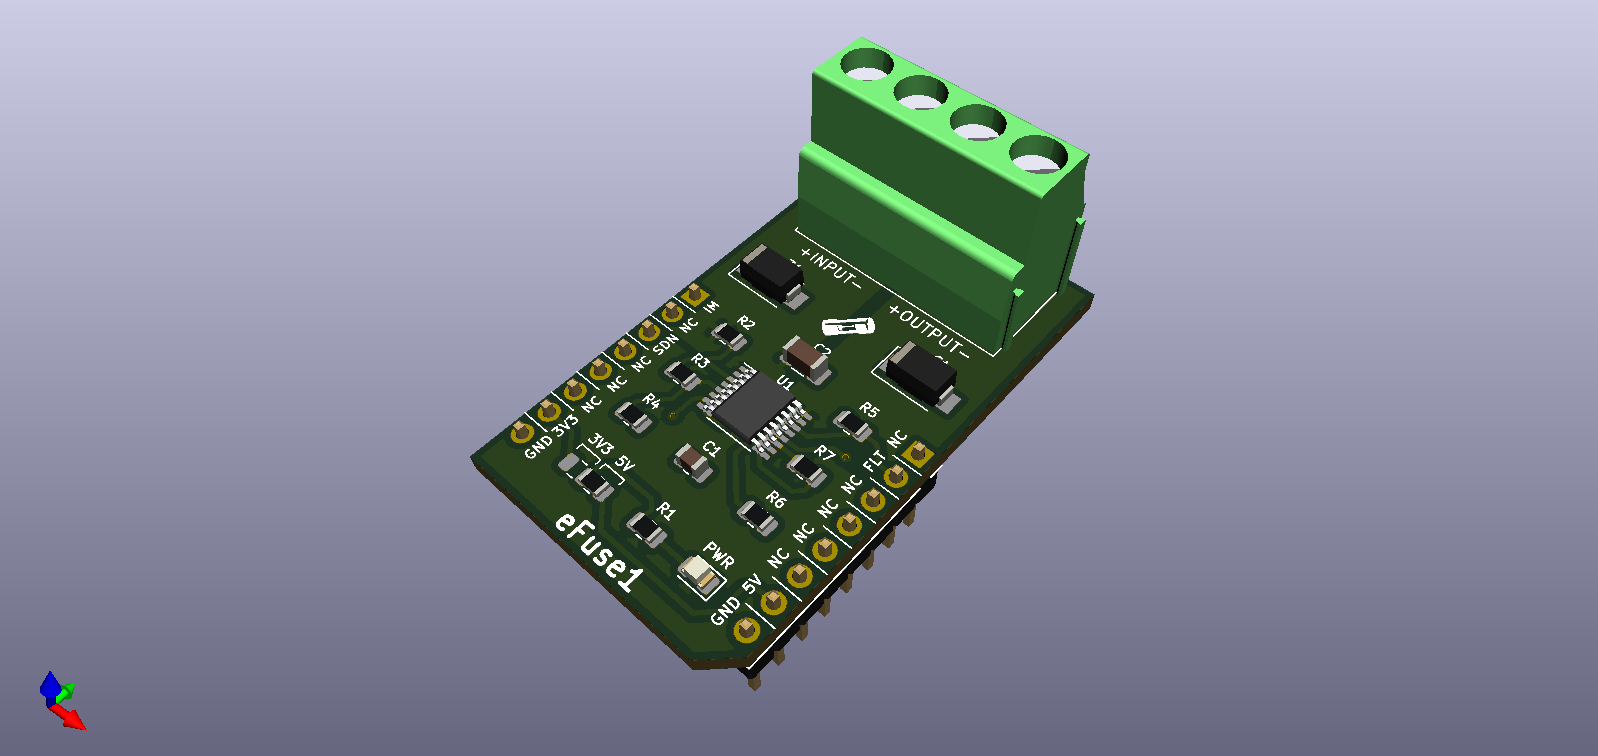 +INPUT-
+OUTPUT-
IM
NC
SDN
NC
NC
NC
3V3
GND
R2
R3
R4
C2
U1
C1
R5
R7
R6
R1
3V3 5V
PWR
eFuse1
NC
FLT
NC
NC
NC
NC
5V
GND